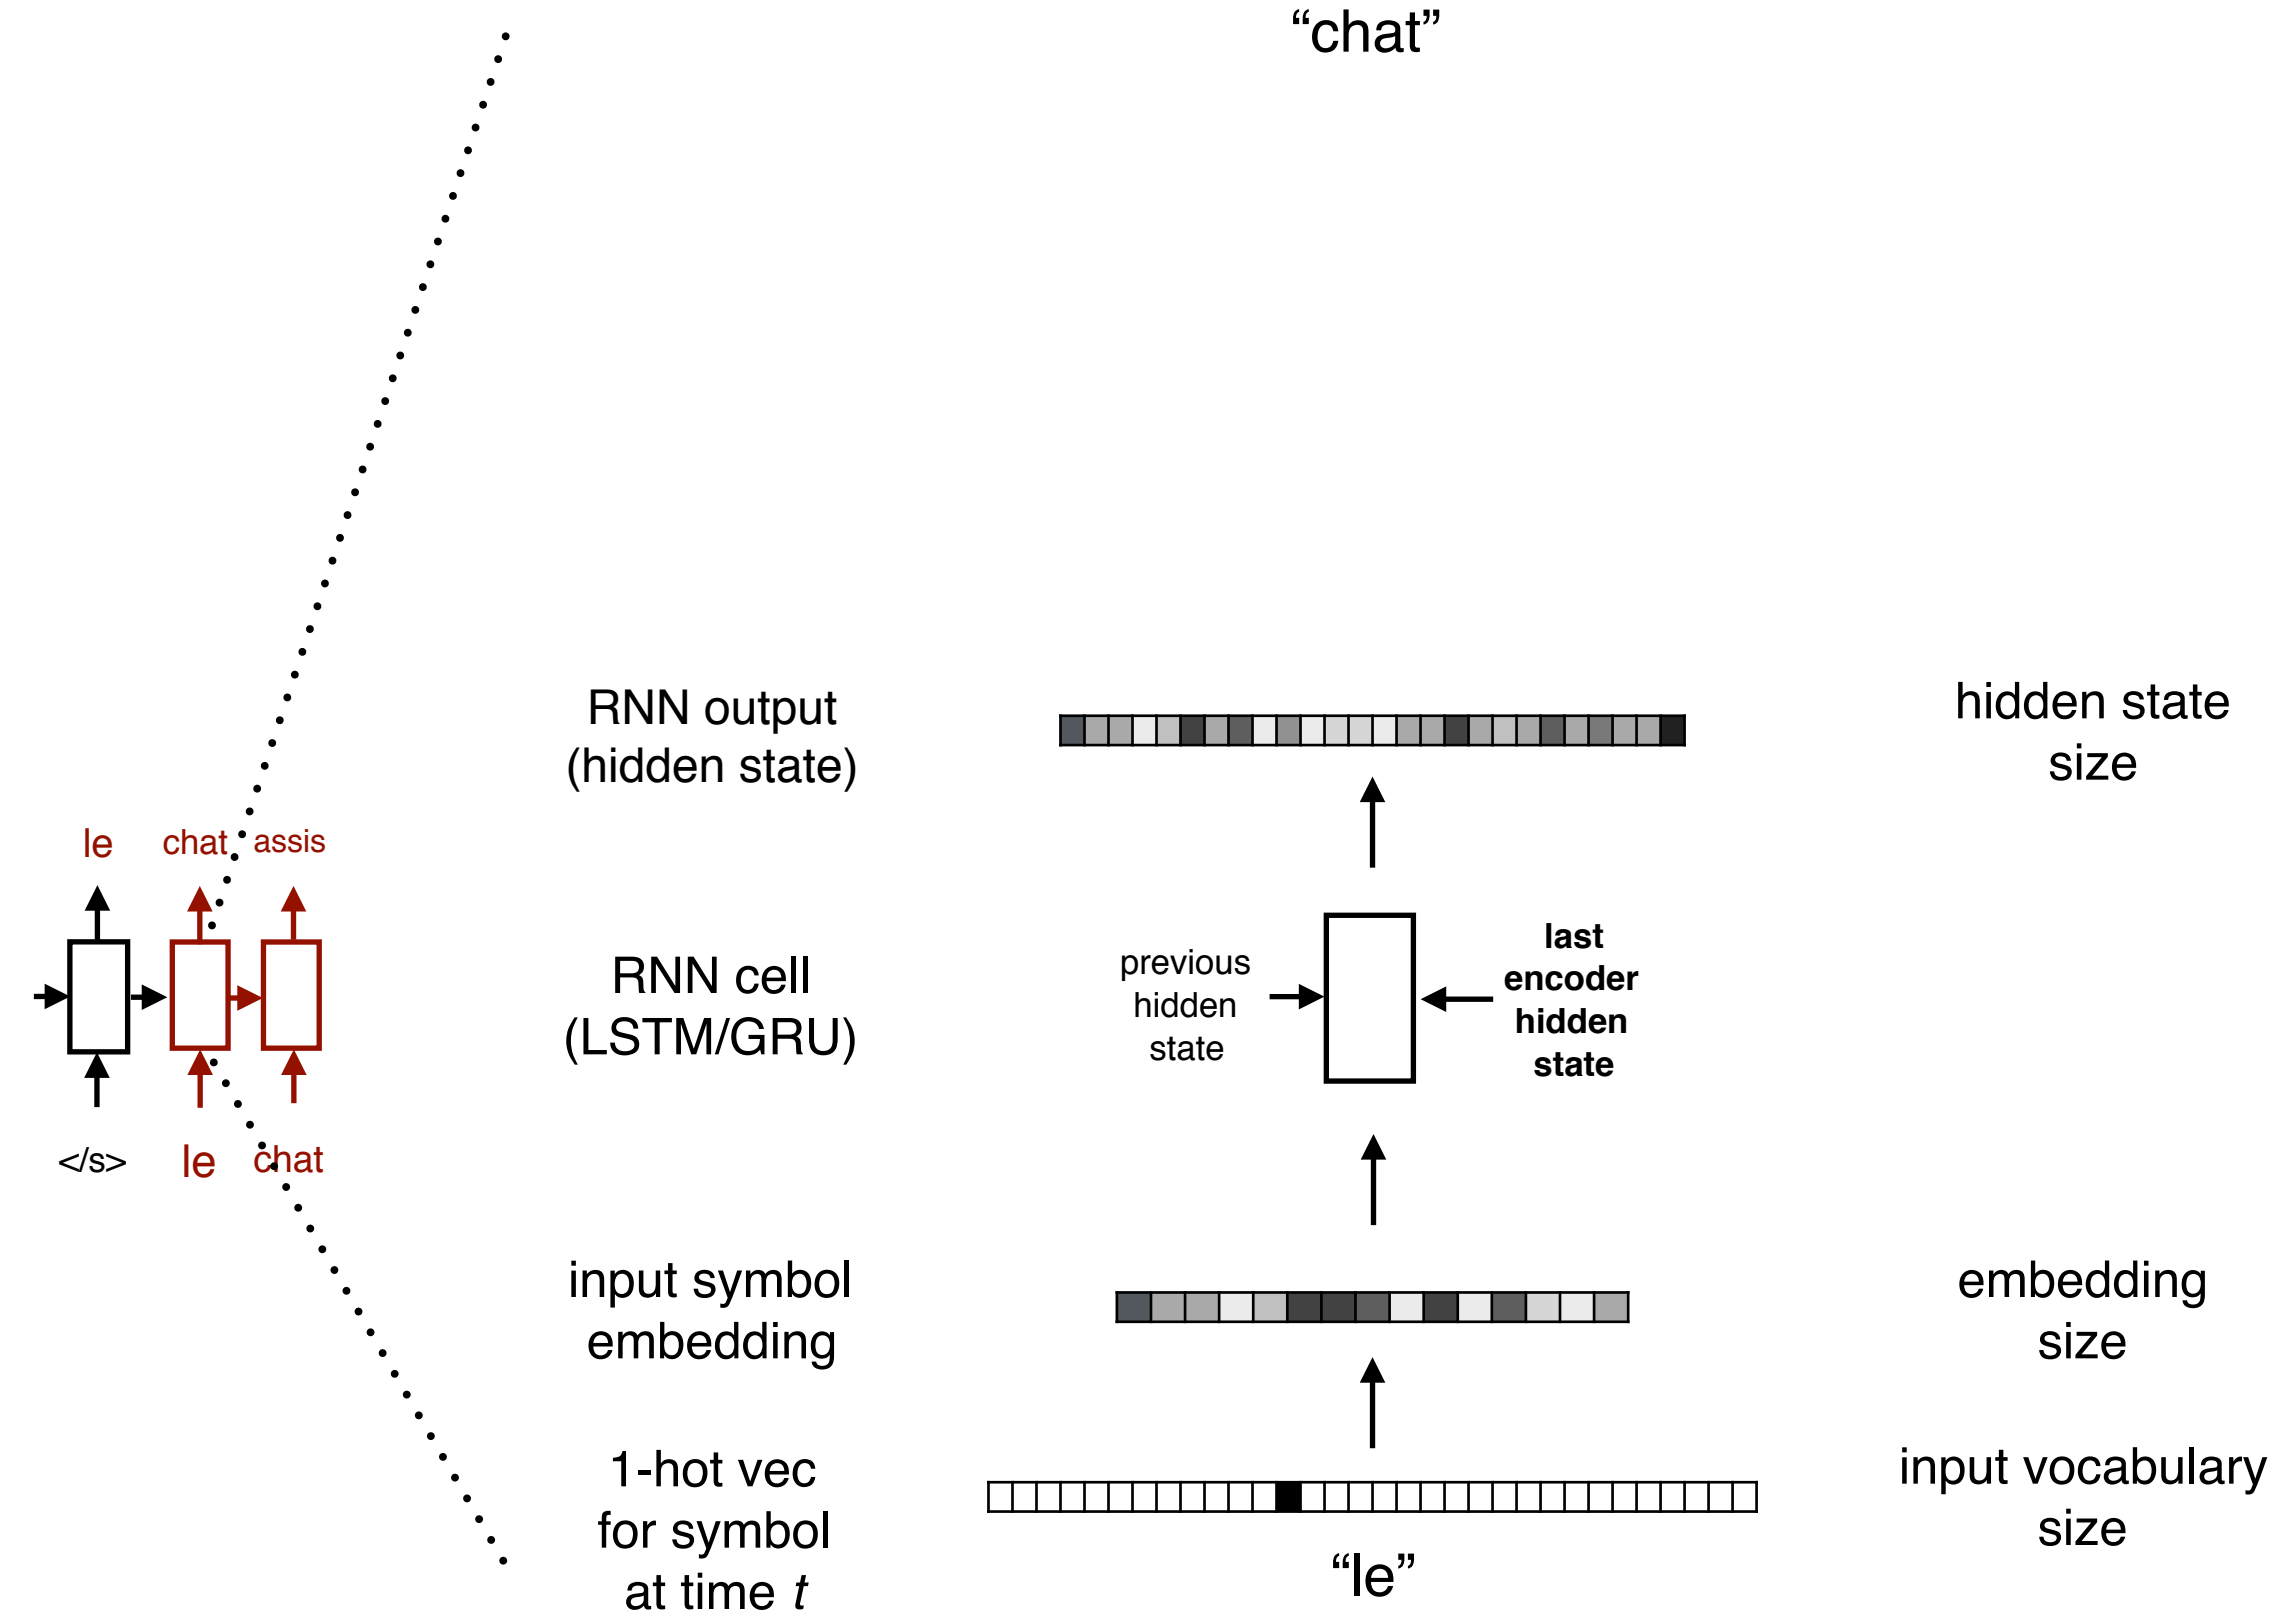 “chat”
RNN output
(hidden state)
hidden state
size
le chat assis
RNN cell
(LSTM/GRU)
previous
hidden
state
last
encoder
hidden
state
</s> le chat
input symbol
embedding
embedding
size
1-hot vec
for symbol
at time t
input vocabulary
size
“le”